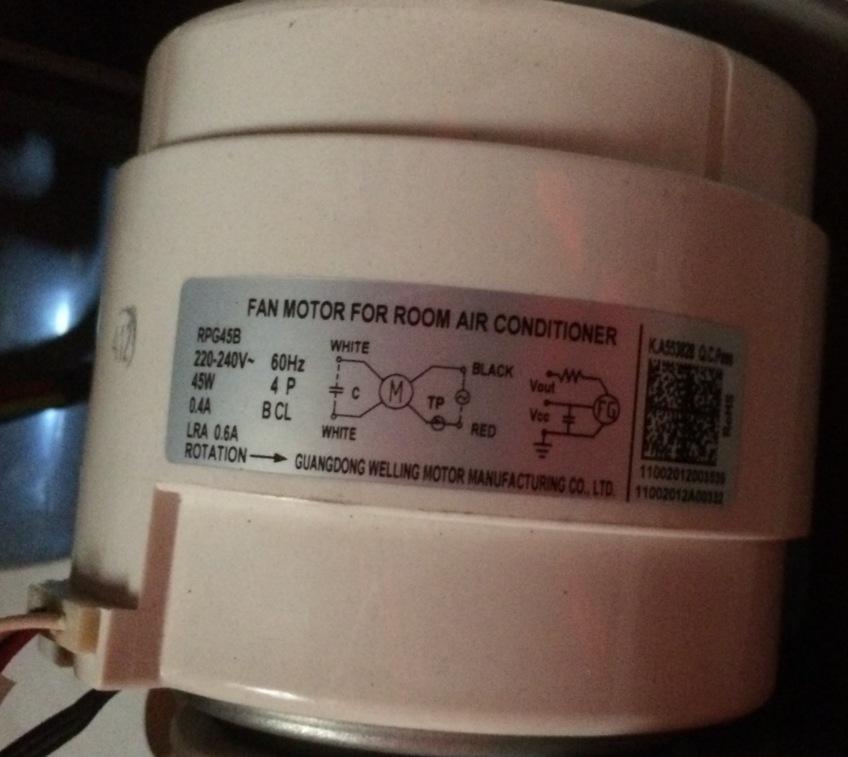 FAN MOTOR FOR ROOM AIR CONDITIONER
RPG45B
220-240V~ 60Hz
45W 4 P
0.4A B CL
LRA 0.6A
ROTATION
WHITE
C
WHITE
M
BLACK
TP
RED
Vout
Vcc
FG
GUANGDONG WELLING MOTOR MANUFACTURING CO., LTD.
Q.C.Pass